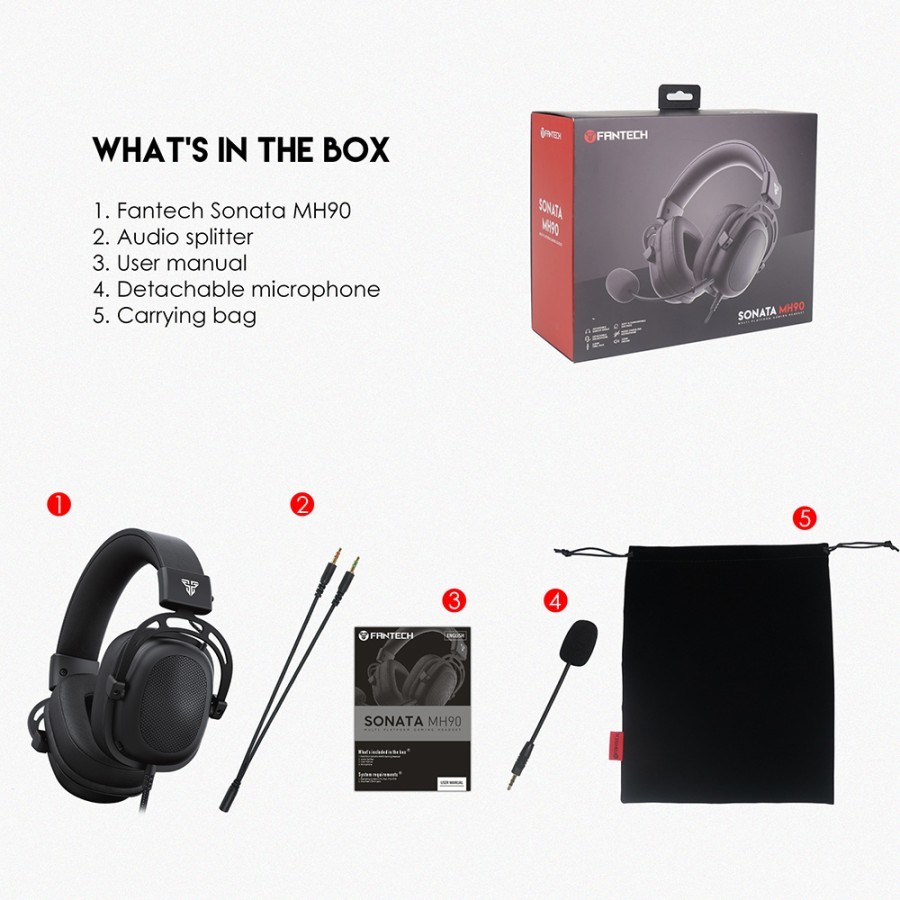 WHAT'S IN THE BOX
1. Fantech Sonata MH90
2. Audio splitter
3. User manual
4. Detachable microphone
5. Carrying bag
FANTECH
FANTECH
SONATA
MH90
SONATA MH90
MULTI-PLATFORM GAMING HEADSET
1
2
3
4
5
FANTECH
ENGLISH
SONATA MH90
MULTI PLATFORM GAMING HEADSET
What's included in the box
System requirements
USER MANUAL